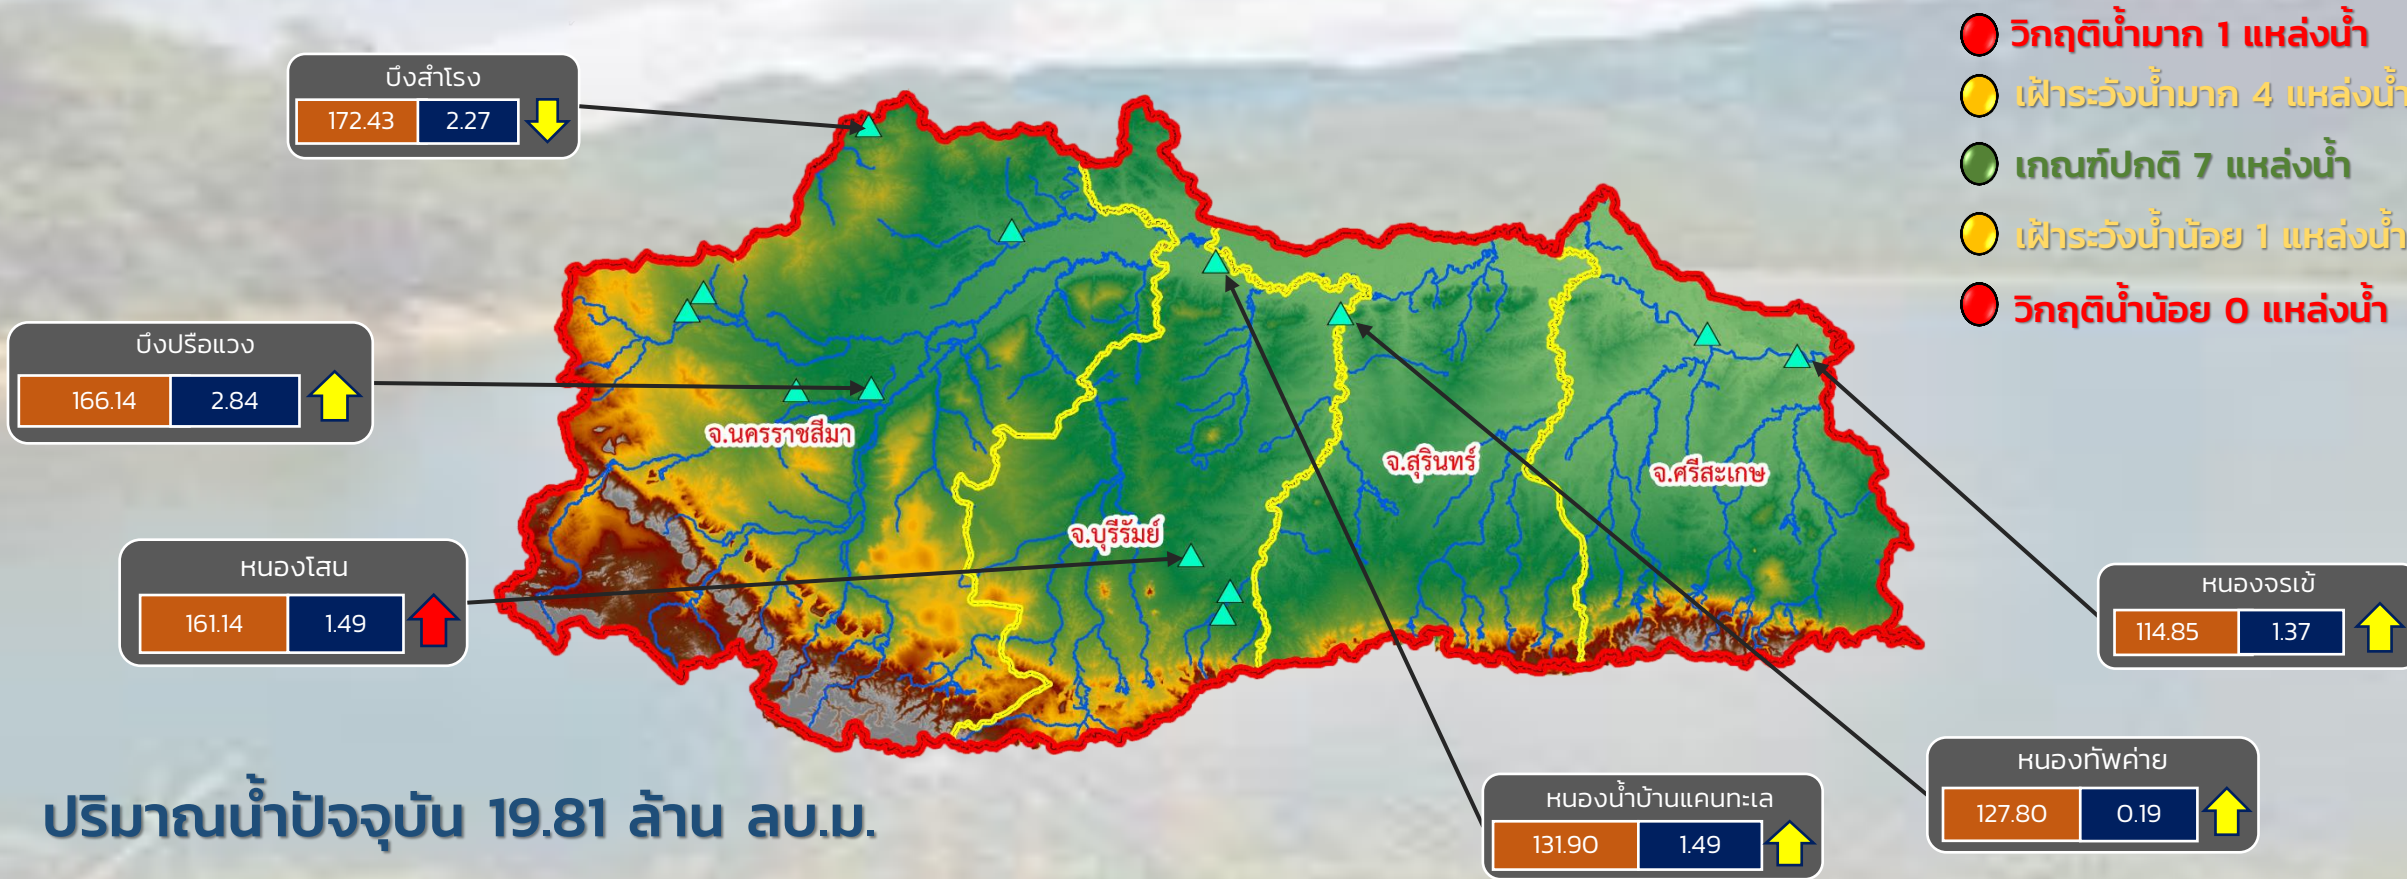 วิกฤติน้ำมาก 1 แหล่งน้ำ
เฝ้าระวังน้ำมาก 4 แหล่งน้ำ
เกณฑ์ปกติ 7 แหล่งน้ำ
เฝ้าระวังน้ำน้อย 1 แหล่งน้ำ
วิกฤติน้ำน้อย 0 แหล่งน้ำ
บึงสำโรง
172.43 2.27
บึงปรือแวง
166.14 2.84
หนองโสน
161.14 1.49
จ.นครราชสีมา
จ.บุรีรัมย์
จ.สุรินทร์
จ.ศรีสะเกษ
หนองจรเข้
114.85 1.37
หนองทัพค่าย
127.80 0.19
หนองน้ำบ้านแคนทะเล
131.90 1.49
ปริมาณน้ำปัจจุบัน 19.81 ล้าน ลบ.ม.